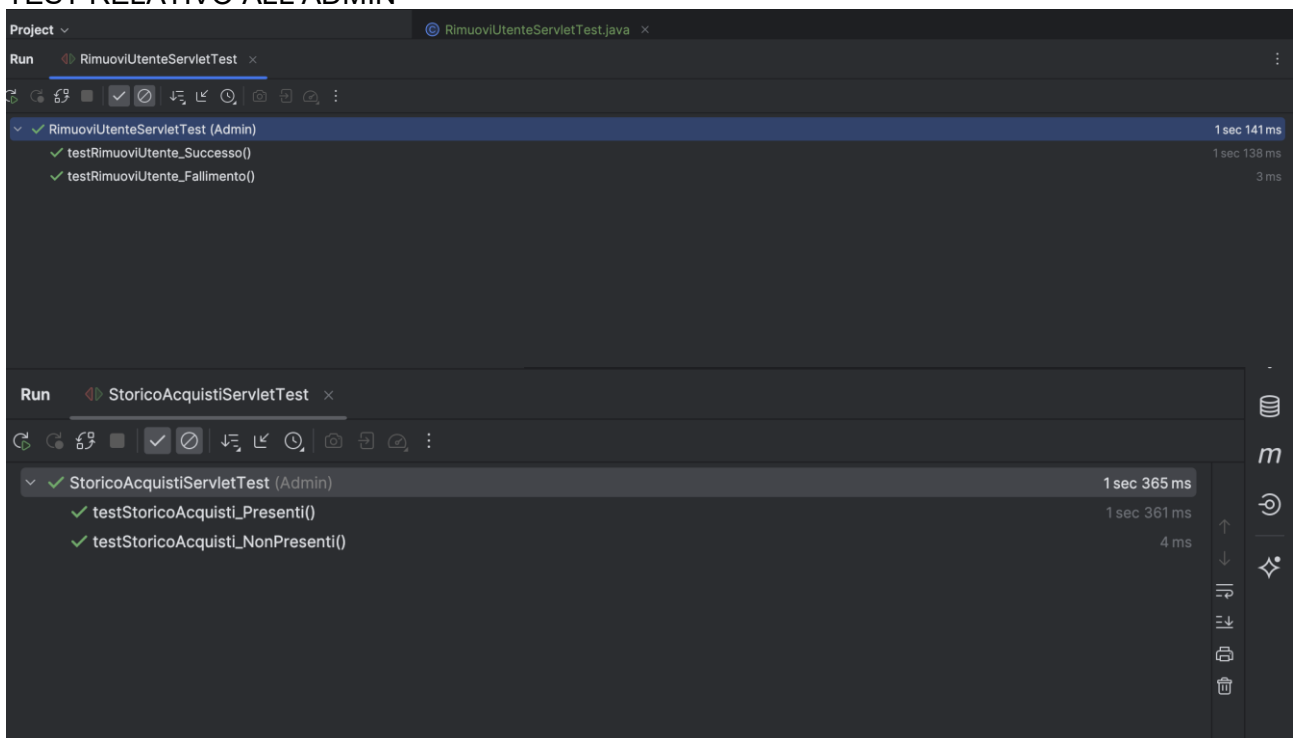 TEST RELATIVO ALL'ADMIN
Project
RimuoviUtenteServletTest.java
Run RimuoviUtenteServletTest
RimuoviUtenteServletTest (Admin) 1 sec 141 ms
testRimuoviUtente_Successo() 1 sec 138 ms
testRimuoviUtente_Fallimento() 3 ms
Run StoricoAcquistiServletTest
StoricoAcquistiServletTest (Admin) 1 sec 365 ms
testStoricoAcquisti_Presenti() 1 sec 361 ms
testStoricoAcquisti_NonPresenti() 4 ms